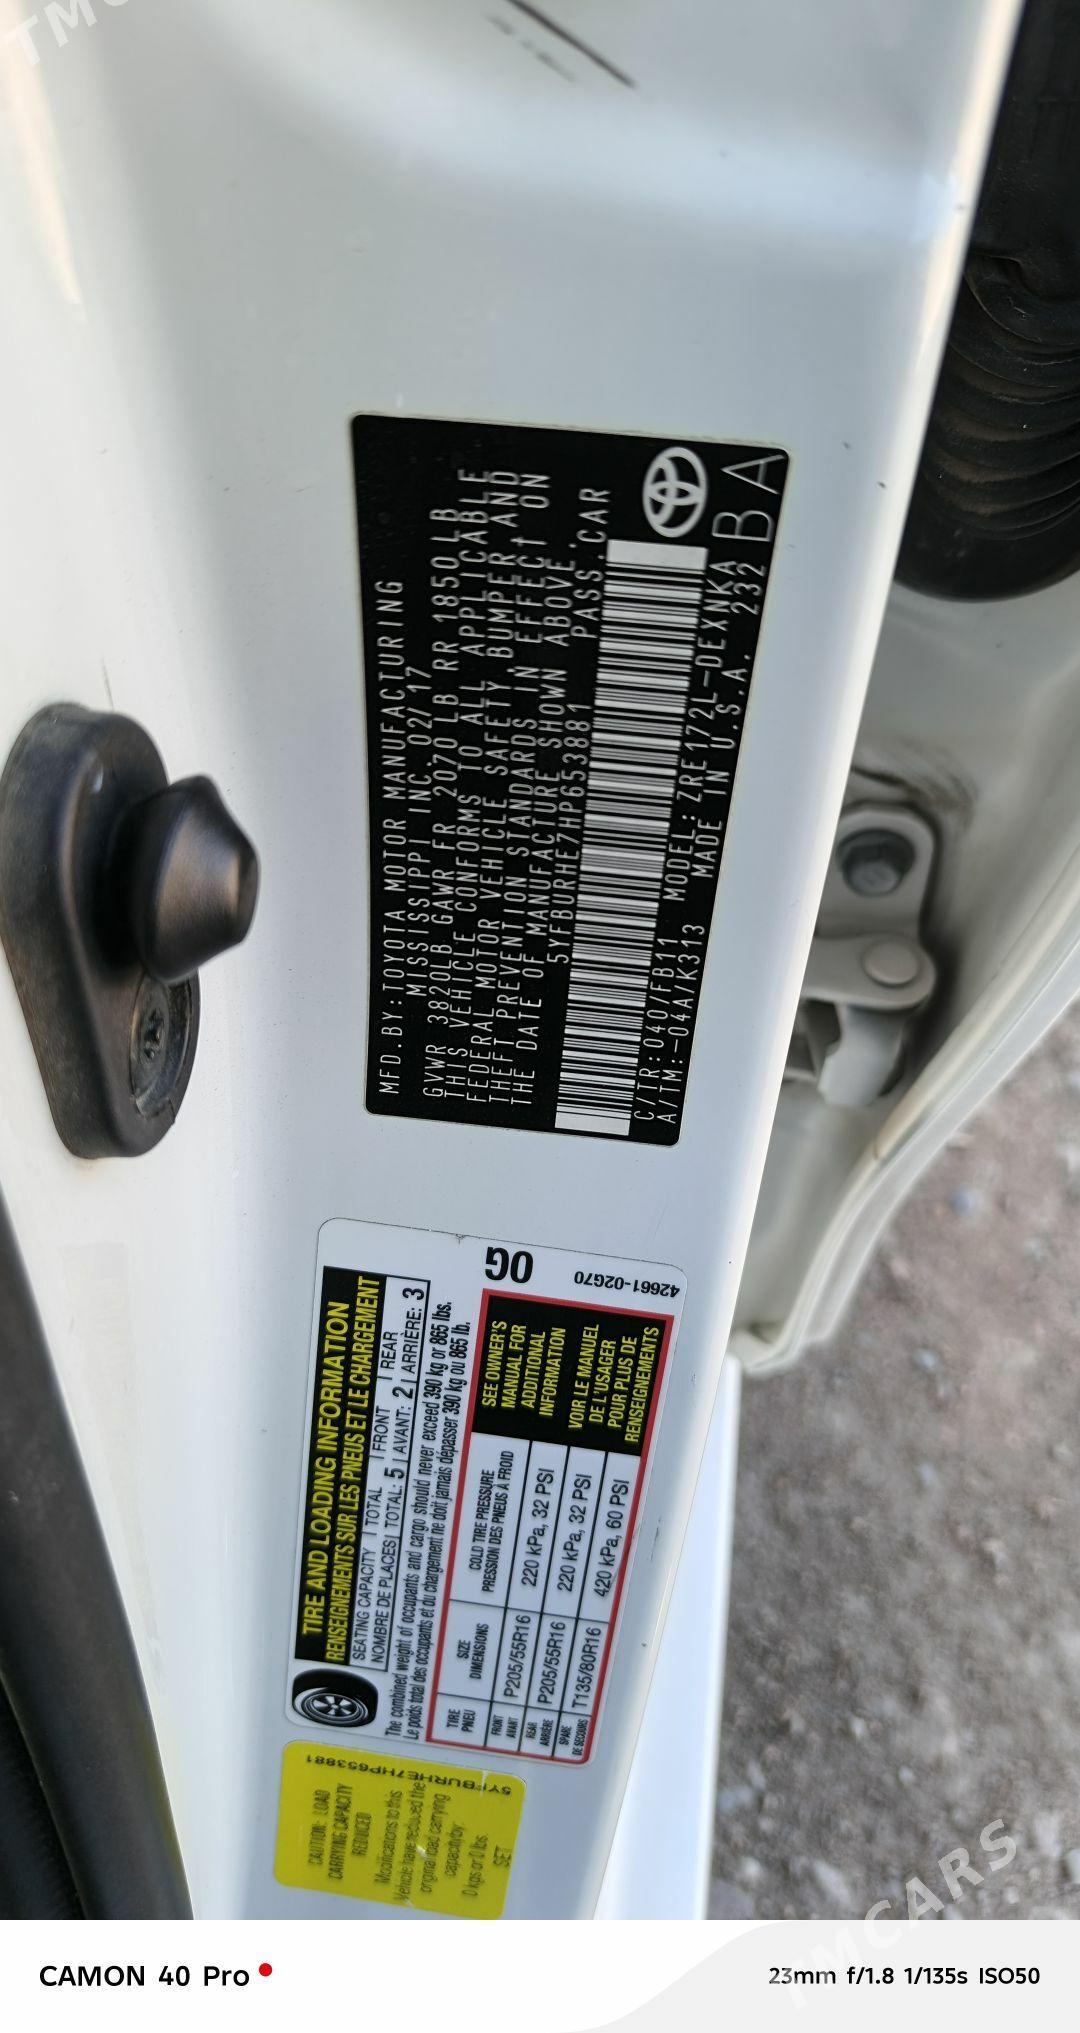 MFD.BY:TOYOTA MOTOR MANUFACTURING
MISSISSIPPI INC. 02/17
GVWR 3820LB GAWR FR 2070 LB RR 1850 LB
THIS VEHICLE CONFORMS TO ALL APPLICABLE
FEDERAL MOTOR VEHICLE SAFETY, BUMPER, AND
THEFT PREVENTION STANDARDS IN EFFECT ON
THE DATE OF MANUFACTURE SHOWN ABOVE.
5YFBURHE7HP653881 PASS.CAR
C/TR:040/FB11 MODEL:ZRE172L-DEXNKA
A/TM:-04A/K313 MADE IN U.S.A. 232
BA
TIRE AND LOADING INFORMATION
RENSEIGNEMENTS SUR LES PNEUS ET LE CHARGEMENT
SEATING CAPACITY | TOTAL | FRONT | REAR
NOMBRE DE PLACES| TOTAL: 5 | AVANT: 2 | ARRIÈRE: 3
The combined weight of occupants and cargo should never exceed 390 kg or 865 lbs.
Le poids total des occupants et du chargement ne doit jamais dépasser 390 kg ou 865 lb.
TIRE SIZE COLD TIRE PRESSURE
PNEU DIMENSIONS PRESSION DES PNEUS À FROID
FRONT
AVANT P205/55R16 220 kPa, 32 PSI
REAR
ARRIÈRE P205/55R16 220 kPa, 32 PSI
SPARE
DE SECOURS T135/80R16 420 kPa, 60 PSI
SEE OWNER'S
MANUAL FOR
ADDITIONAL
INFORMATION
VOIR LE MANUEL
DE L'USAGER
POUR PLUS DE
RENSEIGNEMENTS
0G
42661-02G70
5YFBURHE7HP653881
CAUTION: LOAD
CARRYING CAPACITY
REDUCED
Modifications to this
vehicle have reduced the
original load carrying
capacity by:
0 kgs or 0 lbs.
SET
CAMON 40 Pro
23mm f/1.8 1/135s ISO50
TMCARS